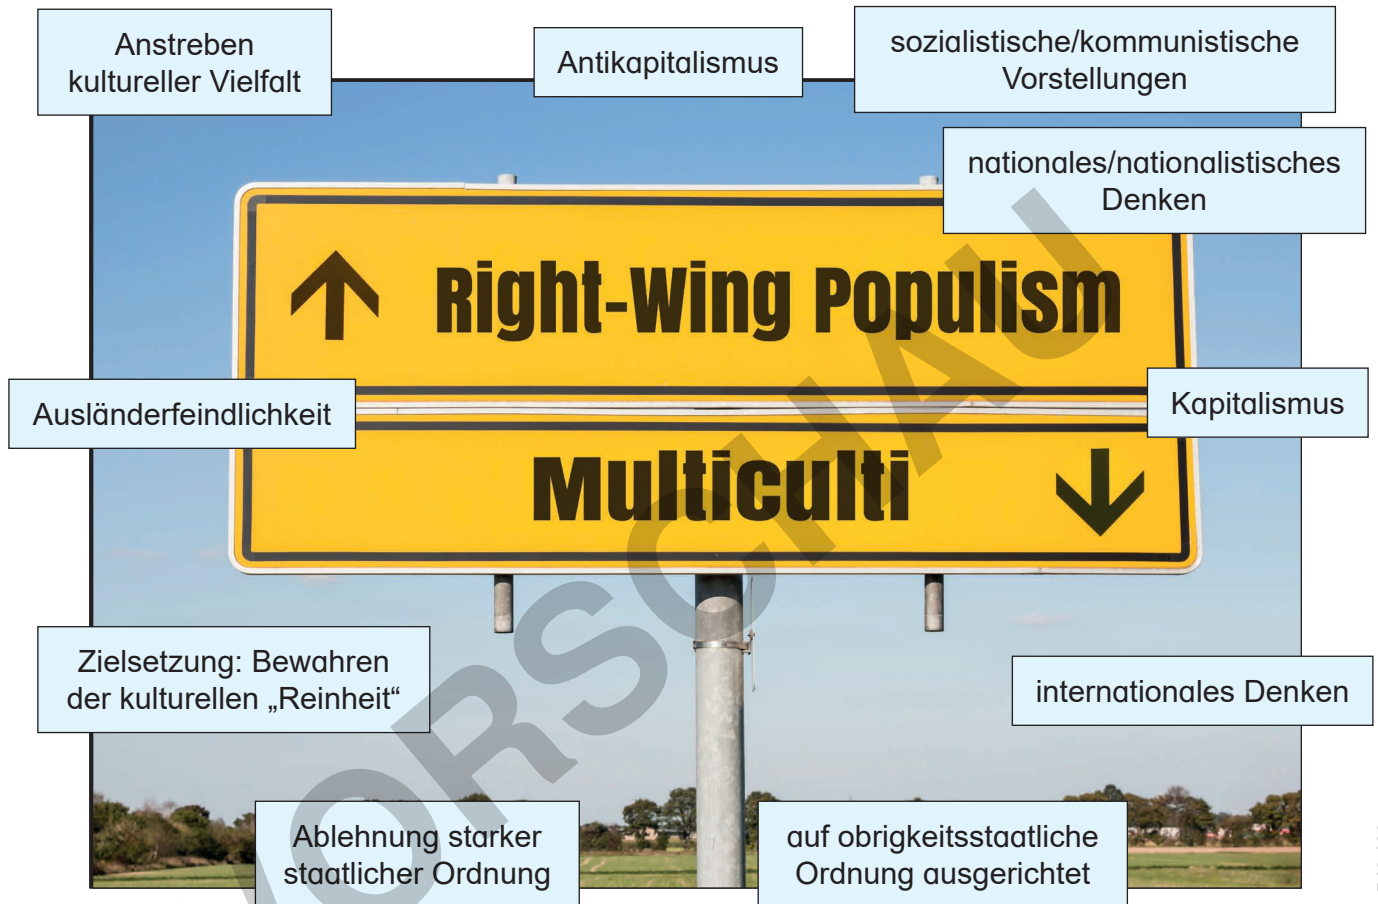 Anstreben
kultureller Vielfalt
Antikapitalismus
sozialistische/kommunistische
Vorstellungen
nationales/nationalistisches
Denken
Right-Wing Populism
Ausländerfeindlichkeit
Kapitalismus
Multiculti
Zielsetzung: Bewahren
der kulturellen „Reinheit“
internationales Denken
Ablehnung starker
staatlicher Ordnung
auf obrigkeitsstaatliche
Ordnung ausgerichtet
VORSCHAU